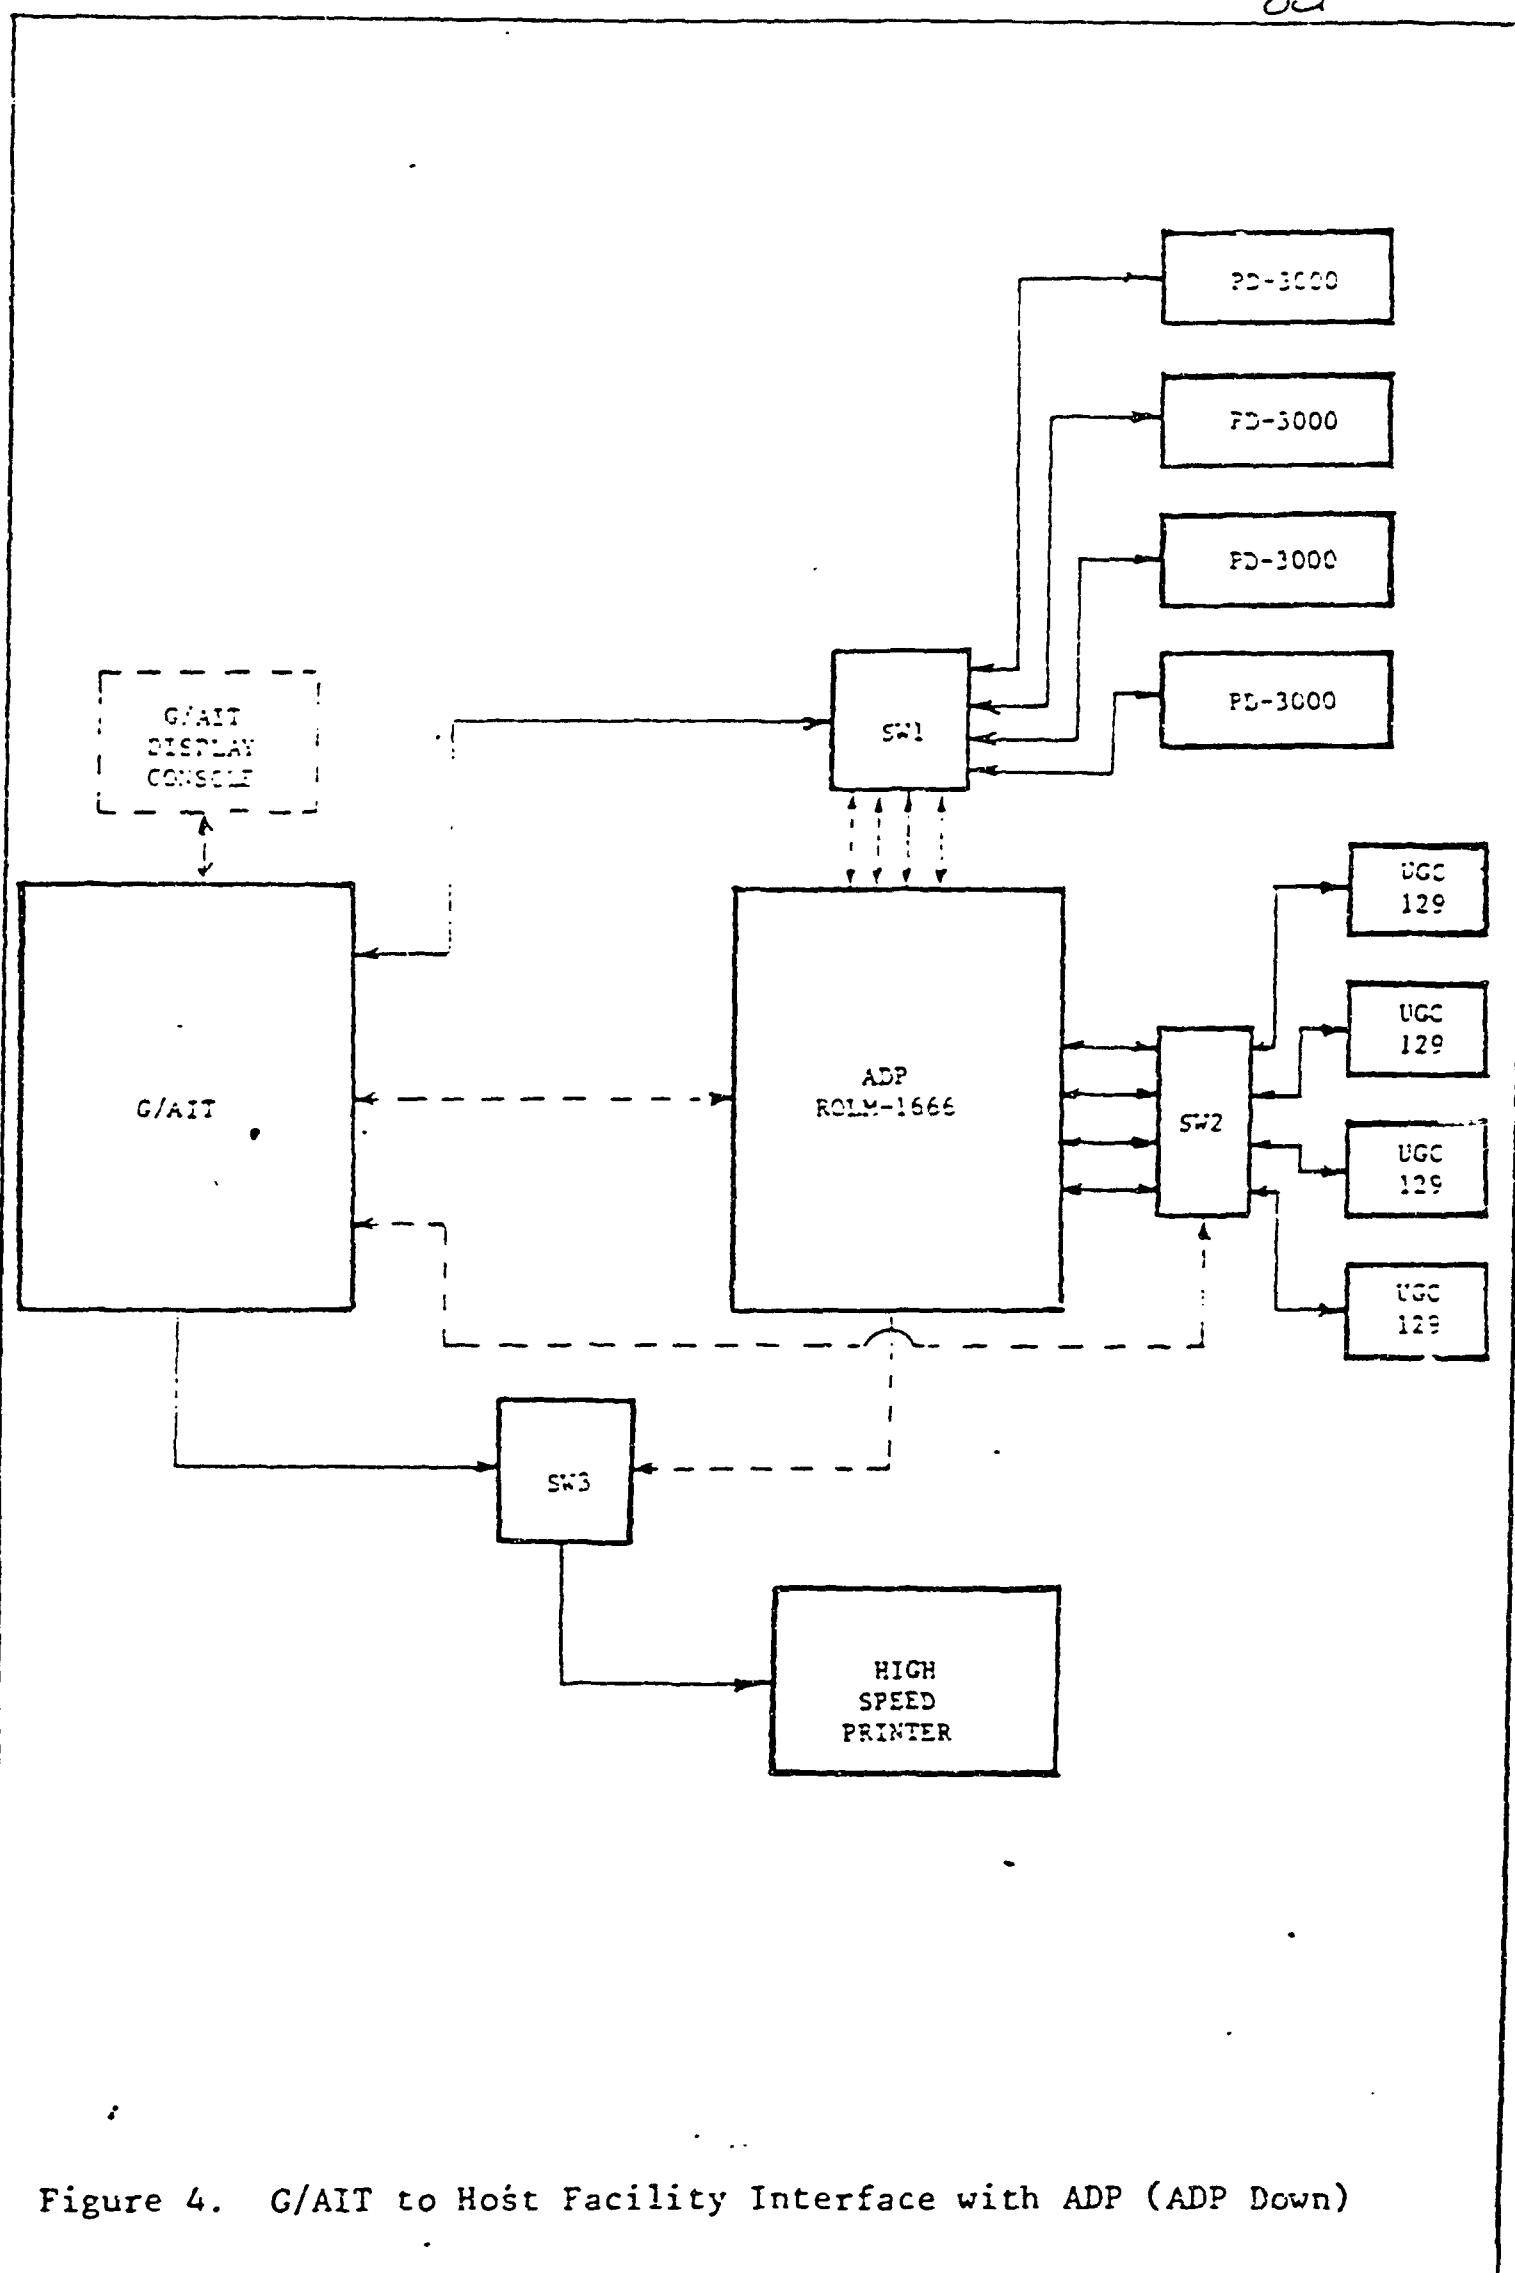 PD-3000
PD-3000
PD-3000
PD-3000
SW1
G/AIT
DISPLAY
CONSOLE
UGC
129
UGC
129
UGC
129
UGC
129
ADP
ROLM-1666
G/AIT
SW2
SW3
HIGH
SPEED
PRINTER
Figure 4. G/AIT to Host Facility Interface with ADP (ADP Down)